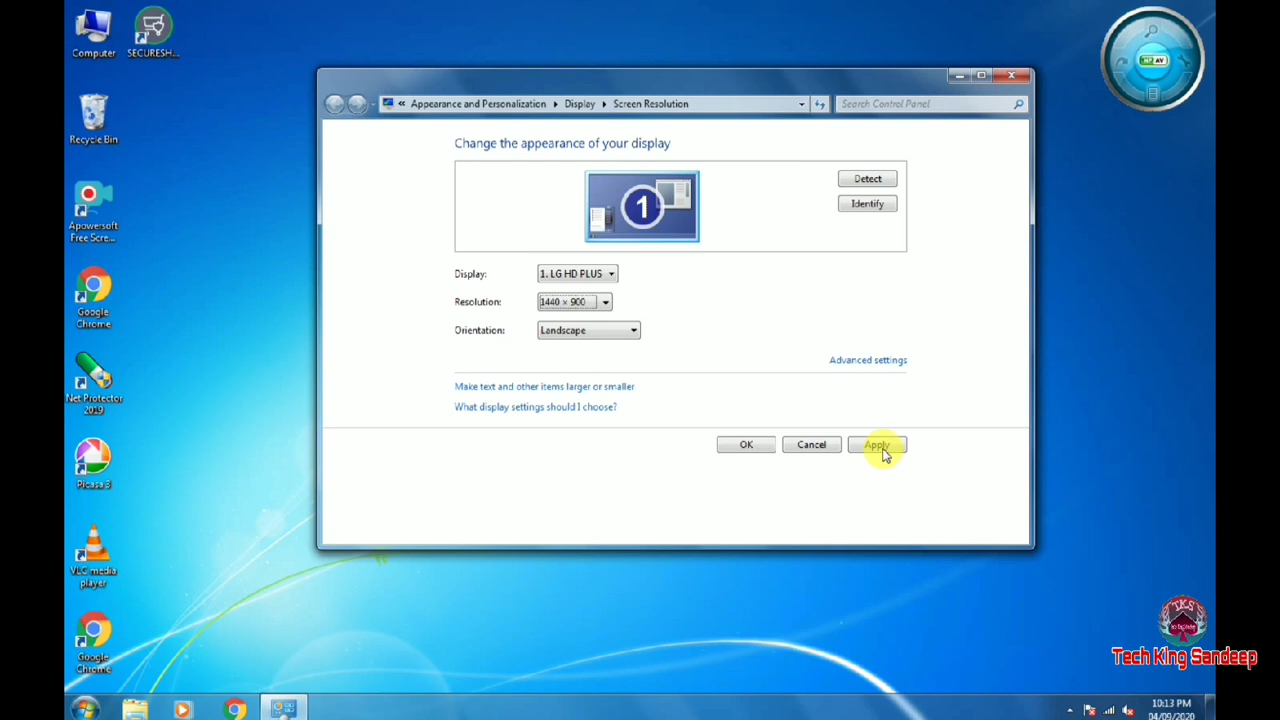 Computer
SECURESH...
Recycle Bin
Apowersoft
Free Scre...
Google
Chrome
Net Protector
2019
Picasa 3
VLC media
player
Google
Chrome
« Appearance and Personalization
Display
Screen Resolution
Search Control Panel
Change the appearance of your display
1
Detect
Identify
Display:
1. LG HD PLUS
Resolution:
1440 × 900
Orientation:
Landscape
Advanced settings
Make text and other items larger or smaller
What display settings should I choose?
OK
Cancel
Apply
AV
TKS
Tech King Sandeep
10:13 PM
04/09/2020